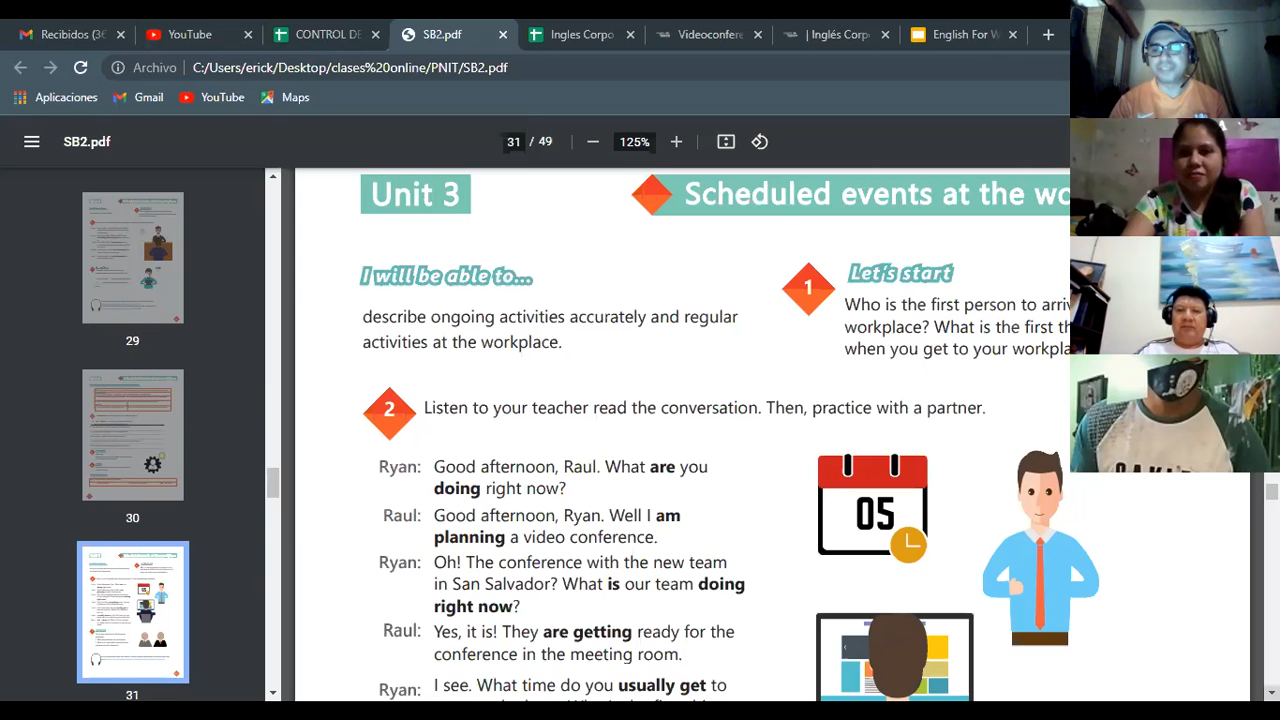 Recibidos (36
YouTube
CONTROL DE
SB2.pdf
Ingles Corpo
Videoconfere
| Inglés Corp
English For W
Archivo
C:/Users/erick/Desktop/clases%20online/PNIT/SB2.pdf
Aplicaciones
Gmail
YouTube
Maps
SB2.pdf
31 / 49
125%
29
30
31
Unit 3
Scheduled events at the wo
I will be able to...
describe ongoing activities accurately and regular
activities at the workplace.
1
Let's start
Who is the first person to arri
workplace? What is the first th
when you get to your workpla
2
Listen to your teacher read the conversation. Then, practice with a partner.
Ryan: Good afternoon, Raul. What are you
doing right now?
Raul: Good afternoon, Ryan. Well I am
planning a video conference.
Ryan: Oh! The conference with the new team
in San Salvador? What is our team doing
right now?
Raul: Yes, it is! They are getting ready for the
conference in the meeting room.
Ryan: I see. What time do you usually get to
05